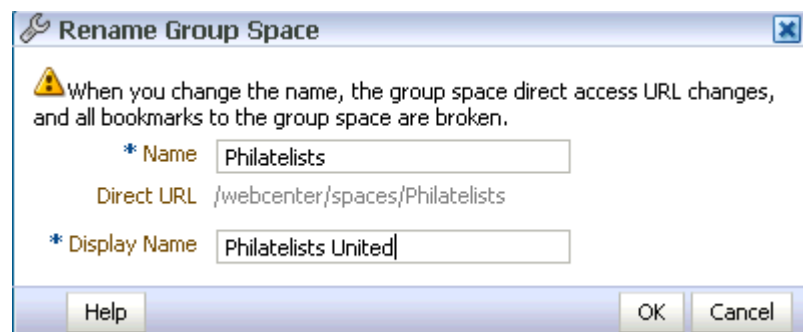 Rename Group Space
When you change the name, the group space direct access URL changes,
and all bookmarks to the group space are broken.
* Name Philatelists
Direct URL /webcenter/spaces/Philatelists
* Display Name Philatelists United
Help OK Cancel